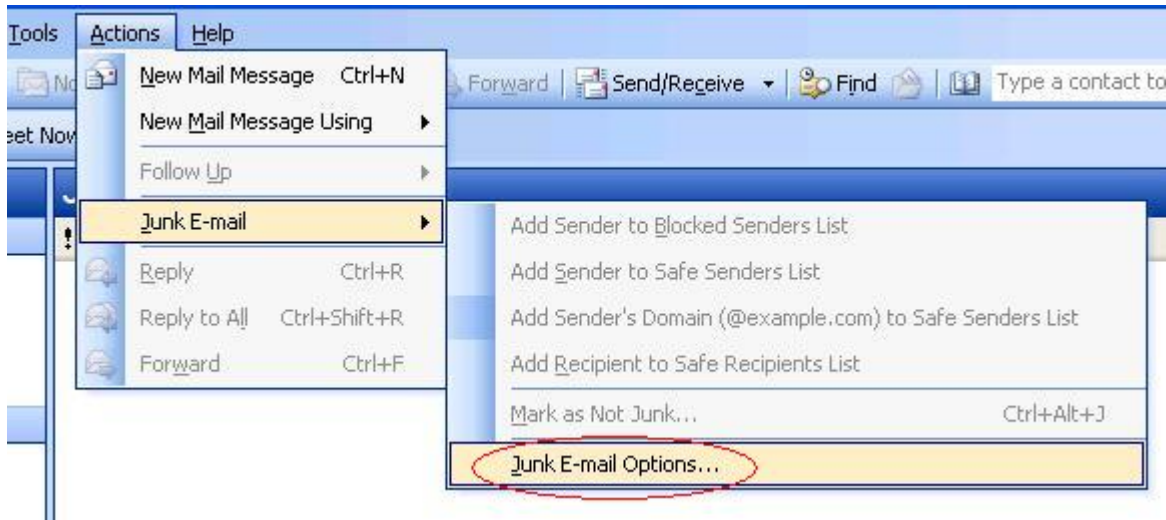 Tools Actions Help
New Mail Message Ctrl+N
Forward Send/Receive Find Type a contact to
New Mail Message Using
Follow Up
Junk E-mail
Add Sender to Blocked Senders List
Reply Ctrl+R
Add Sender to Safe Senders List
Reply to All Ctrl+Shift+R
Add Sender's Domain (@example.com) to Safe Senders List
Forward Ctrl+F
Add Recipient to Safe Recipients List
Mark as Not Junk... Ctrl+Alt+J
Junk E-mail Options...